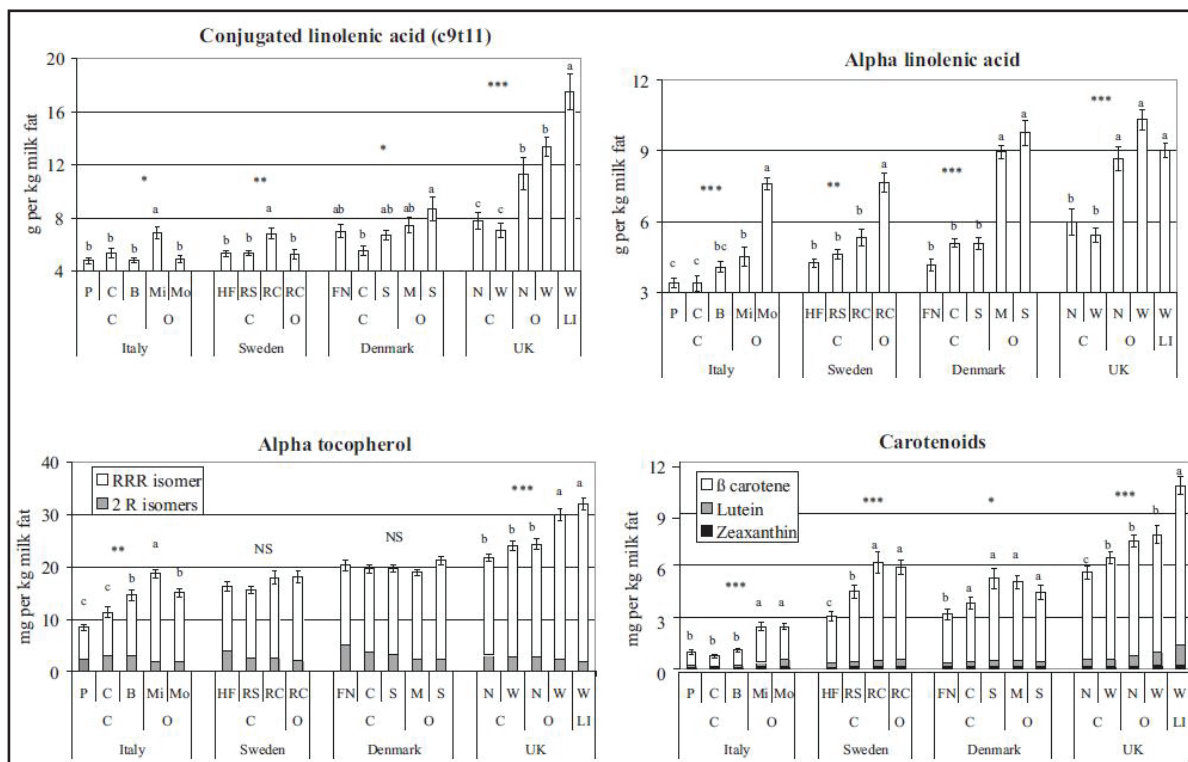 Conjugated linolenic acid (c9t11)
g per kg milk fat
20
16
12
8
4
* ** * ***
b b b a b b b a b ab b ab ab a c c b b a
P C B Mi Mo HF RS RC RC FN C S M S N W N W W
C O C O C O C O LI
Italy Sweden Denmark UK
Alpha linolenic acid
g per kg milk fat
12
9
6
3
*** ** *** ***
c c bc b a b b b a b b b a a b b a a a
P C B Mi Mo HF RS RC RC FN C S M S N W N W W
C O C O C O C O LI
Italy Sweden Denmark UK
Alpha tocopherol
mg per kg milk fat
40
30
20
10
0
RRR isomer
2 R isomers
** NS NS ***
c c b a b b b b a a
P C B Mi Mo HF RS RC RC FN C S M S N W N W W
C O C O C O C O LI
Italy Sweden Denmark UK
Carotenoids
mg per kg milk fat
12
9
6
3
0
ß carotene
Lutein
Zeaxanthin
*** *** * ***
b b b a a c b a a b a a a a c b b b a
P C B Mi Mo HF RS RC RC FN C S M S N W N W W
C O C O C O C O LI
Italy Sweden Denmark UK